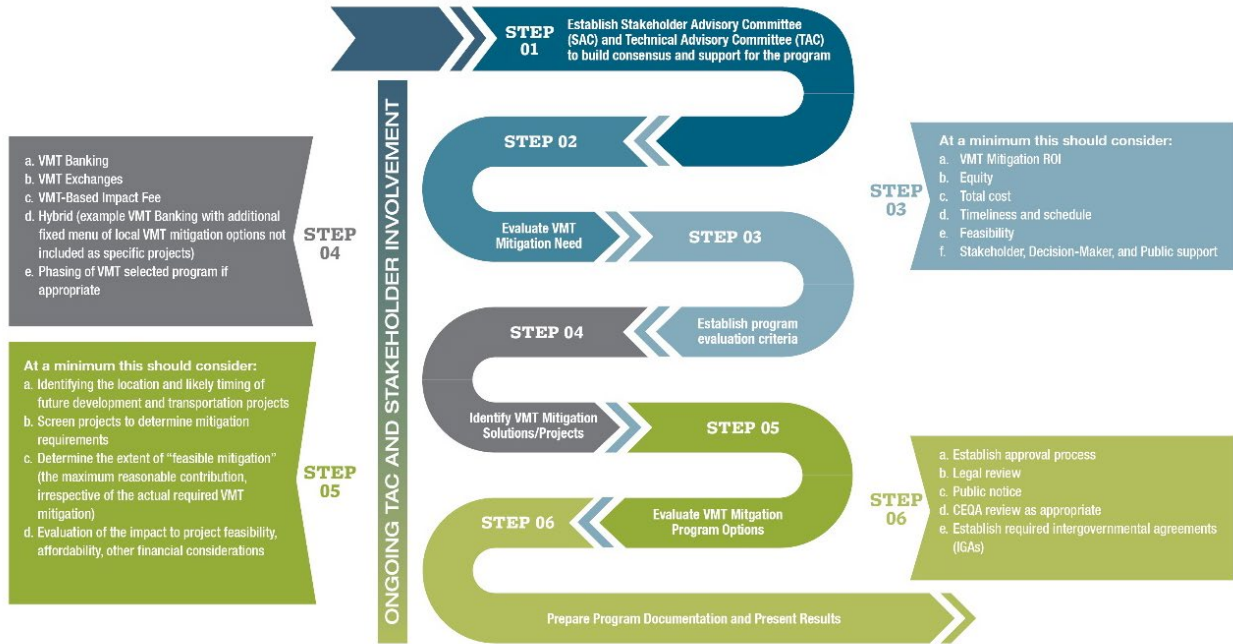 STEP
01
Establish Stakeholder Advisory Committee
(SAC) and Technical Advisory Committee (TAC)
to build consensus and support for the program
ONGOING TAC AND STAKEHOLDER INVOLVEMENT
STEP 02
Evaluate VMT
Mitigation Need
STEP 03
Establish program
evaluation criteria
STEP 04
Identify VMT Mitigation
Solutions/Projects
STEP 05
Evaluate VMT Mitgation
Program Options
STEP 06
Prepare Program Documentation and Present Results
At a minimum this should consider:
a. VMT Mitigation ROI
b. Equity
c. Total cost
d. Timeliness and schedule
e. Feasibility
f. Stakeholder, Decision-Maker, and Public support
STEP
03
a. VMT Banking
b. VMT Exchanges
c. VMT-Based Impact Fee
d. Hybrid (example VMT Banking with additional
fixed menu of local VMT mitigation options not
included as specific projects)
e. Phasing of VMT selected program if
appropriate
STEP
04
At a minimum this should consider:
a. Identifying the location and likely timing of
future development and transportation projects
b. Screen projects to determine mitigation
requirements
c. Determine the extent of “feasible mitigation”
(the maximum reasonable contribution,
irrespective of the actual required VMT
mitigation)
d. Evaluation of the impact to project feasibility,
affordability, other financial considerations
STEP
05
a. Establish approval process
b. Legal review
c. Public notice
d. CEQA review as appropriate
e. Establish required intergovernmental agreements
(IGAs)
STEP
06